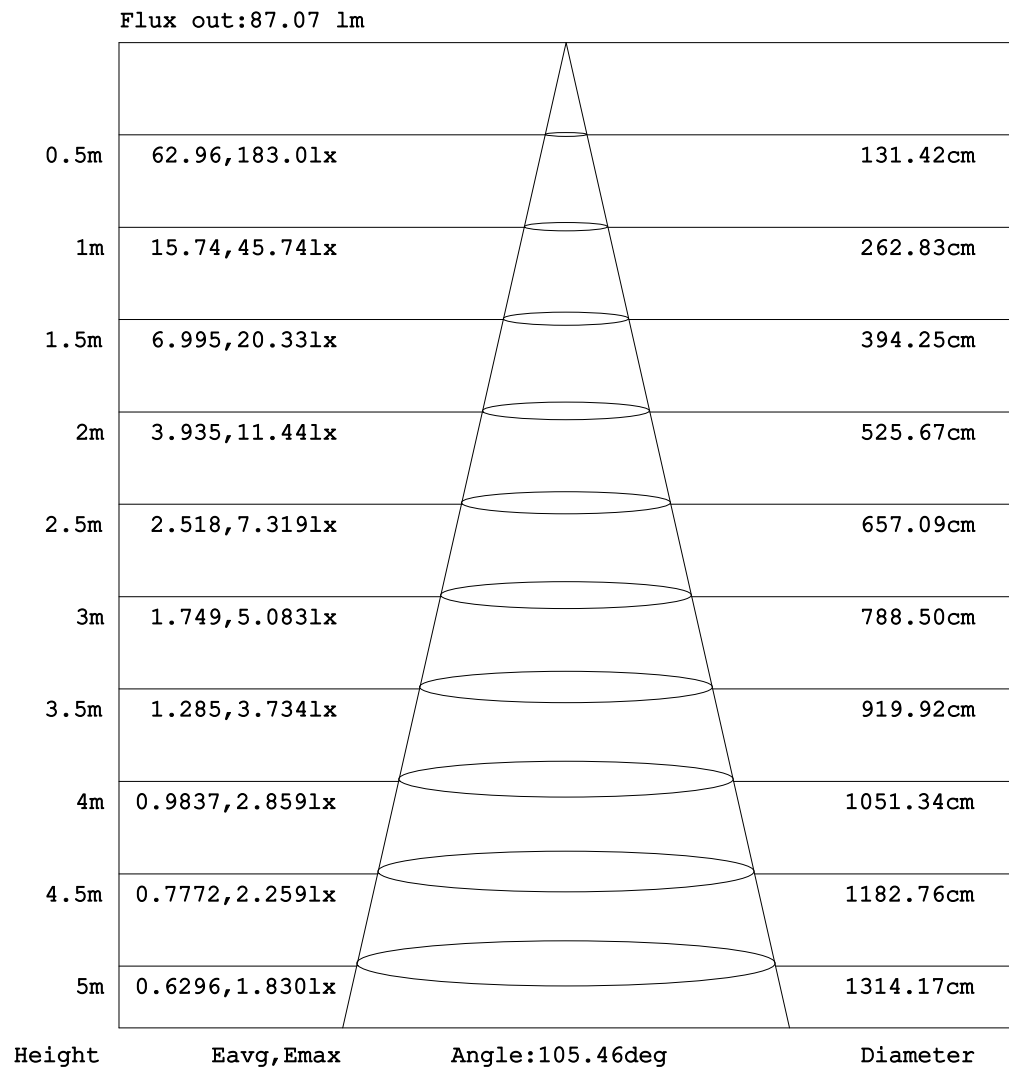 Flux out:87.07 lm
0.5m 62.96,183.0lx 131.42cm
1m 15.74,45.74lx 262.83cm
1.5m 6.995,20.33lx 394.25cm
2m 3.935,11.44lx 525.67cm
2.5m 2.518,7.319lx 657.09cm
3m 1.749,5.083lx 788.50cm
3.5m 1.285,3.734lx 919.92cm
4m 0.9837,2.859lx 1051.34cm
4.5m 0.7772,2.259lx 1182.76cm
5m 0.6296,1.830lx 1314.17cm
Height Eavg,Emax Angle:105.46deg Diameter